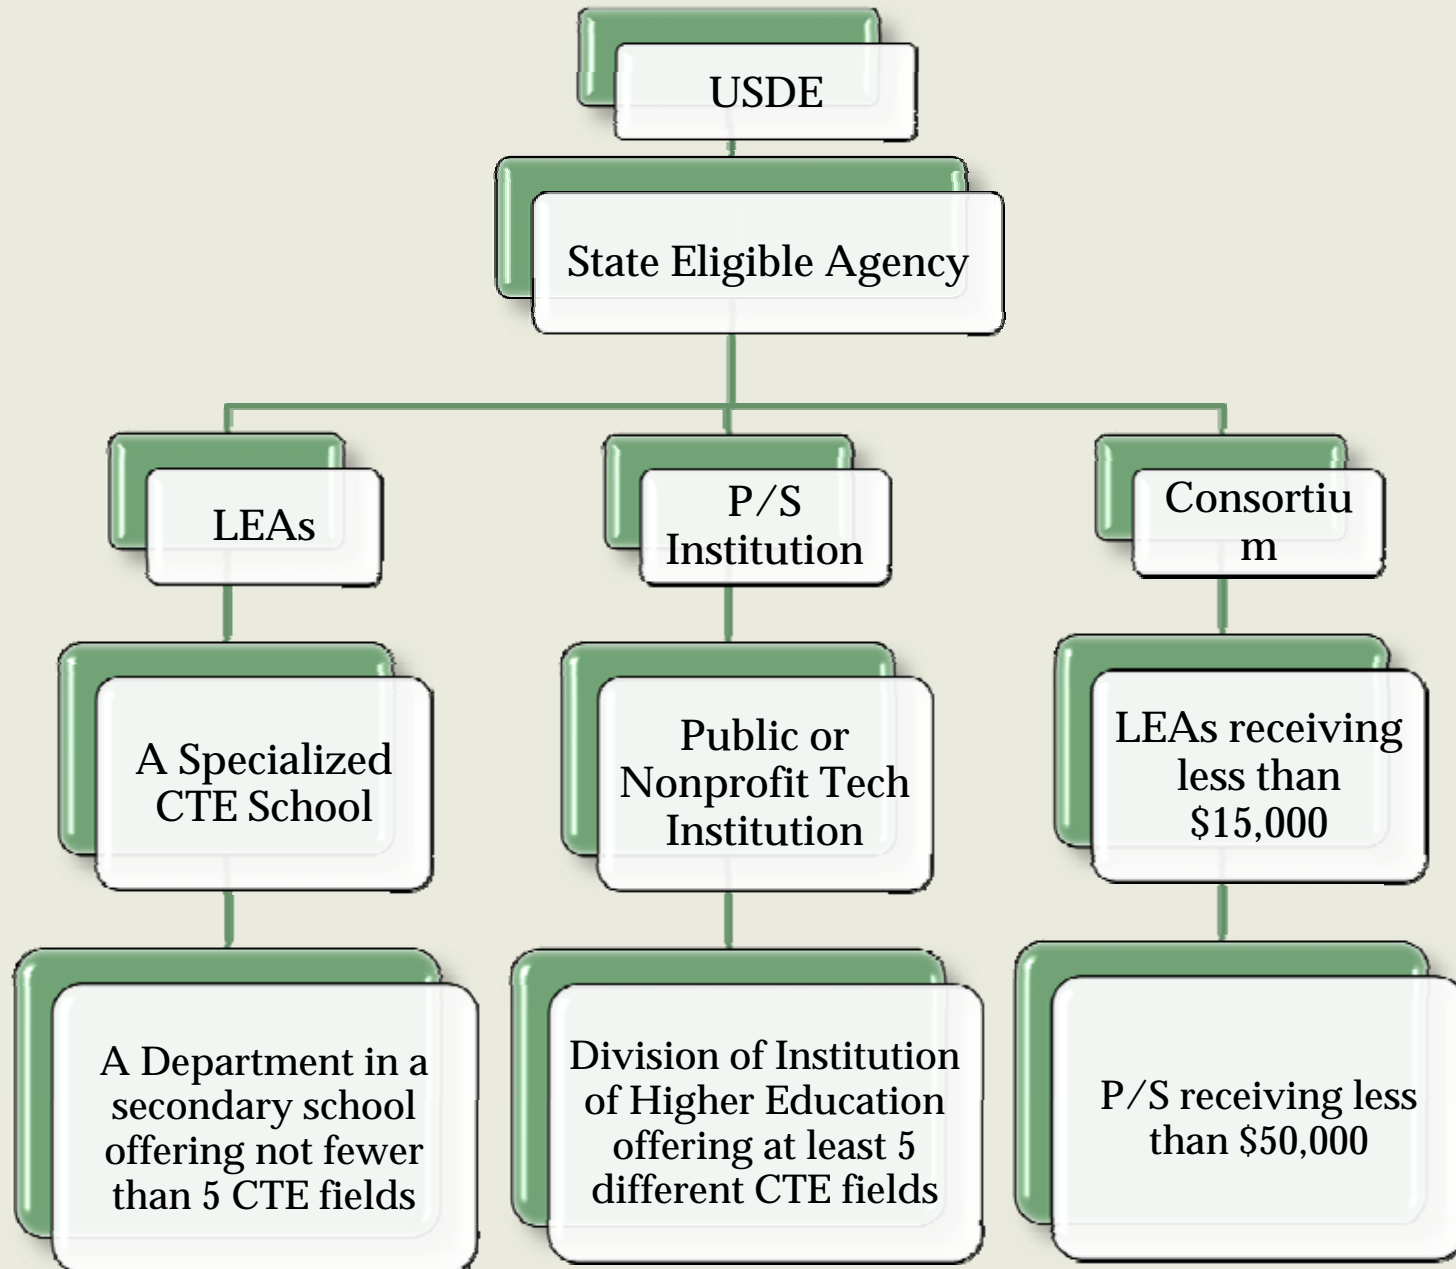 USDE
State Eligible Agency
LEAs
P/S
Institution
Consortiu
m
A Specialized
CTE School
Public or
Nonprofit Tech
Institution
LEAs receiving
less than
$15,000
A Department in a
secondary school
offering not fewer
than 5 CTE fields
Division of Institution
of Higher Education
offering at least 5
different CTE fields
P/S receiving less
than $50,000